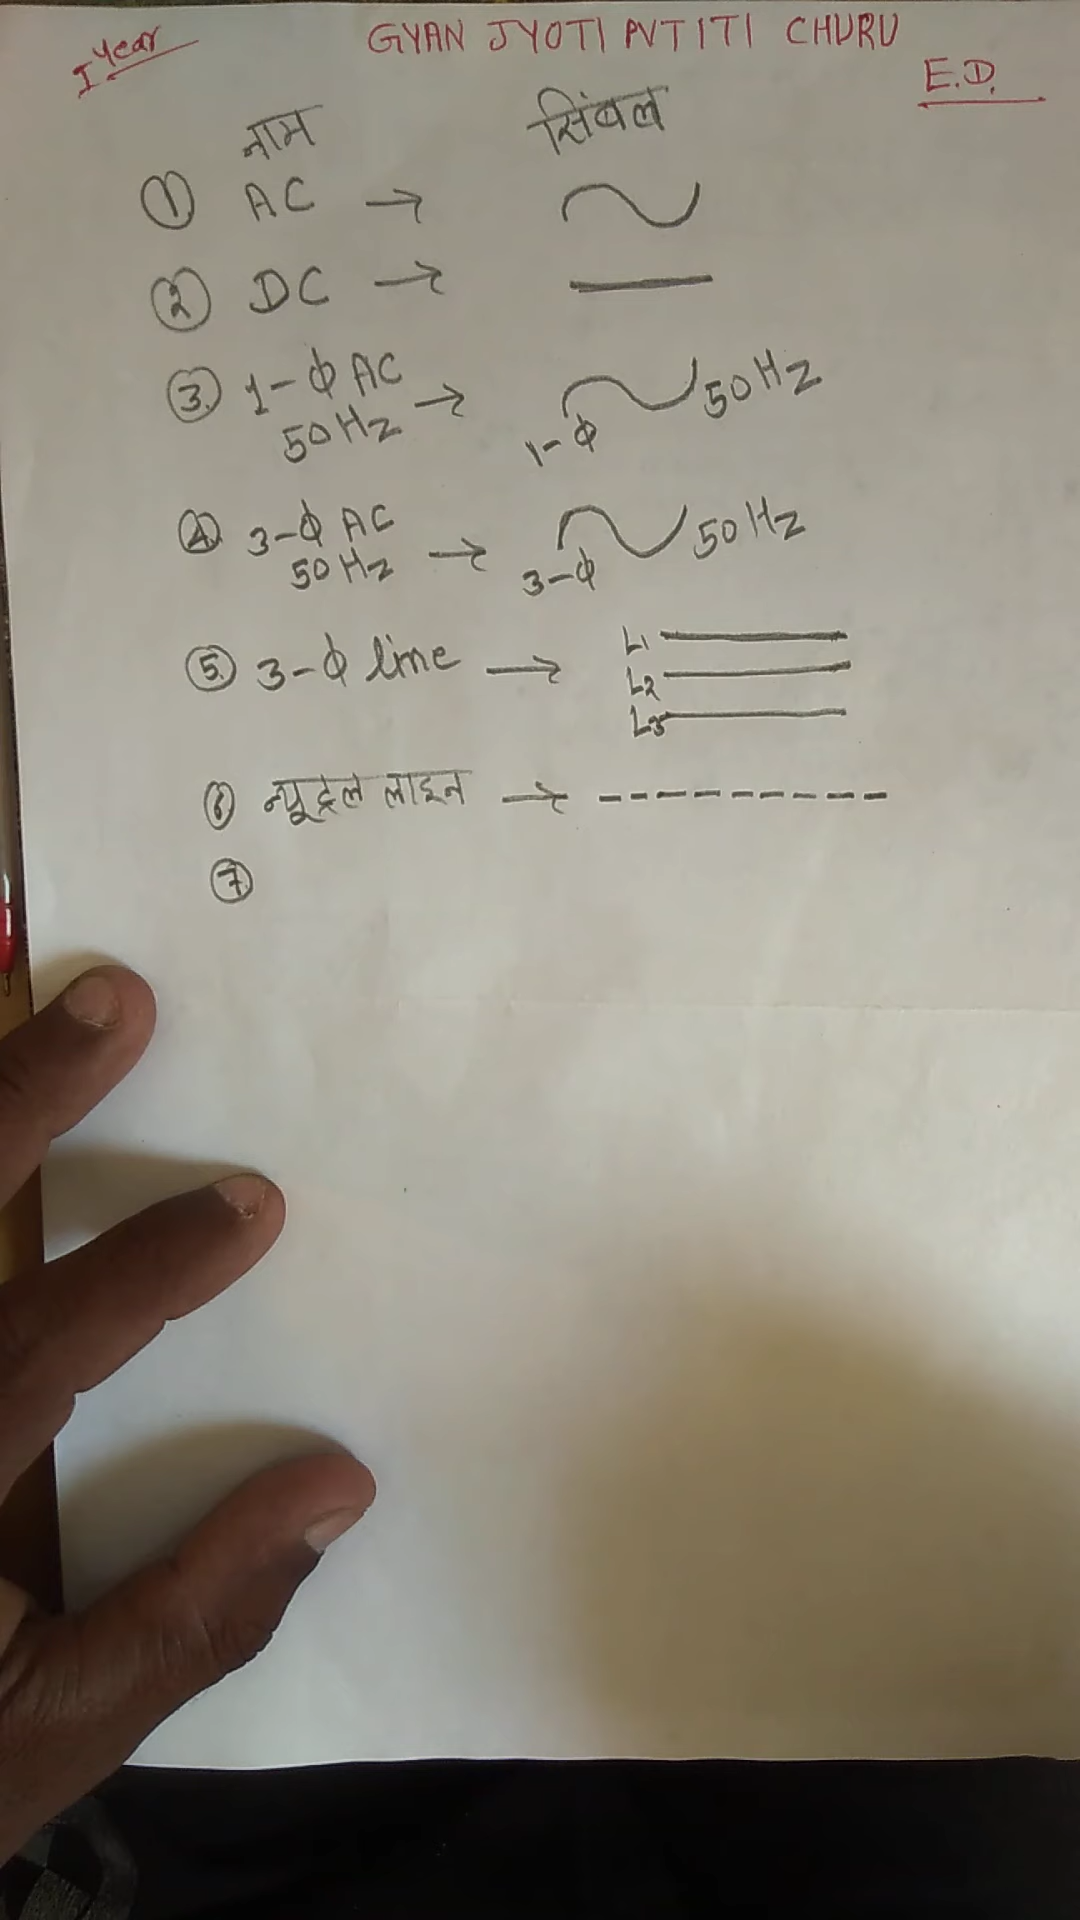 I Year
GYAN JYOTI PVT ITI CHURU
E.D.
नाम सिंबल
① AC →
② DC →
③ 1-ϕ AC 50 Hz → 1-ϕ 50 Hz
④ 3-ϕ AC 50 Hz → 3-ϕ 50 Hz
⑤ 3-ϕ line → L1
L2
L3
⑥ न्यूट्रल लाइन →
⑦